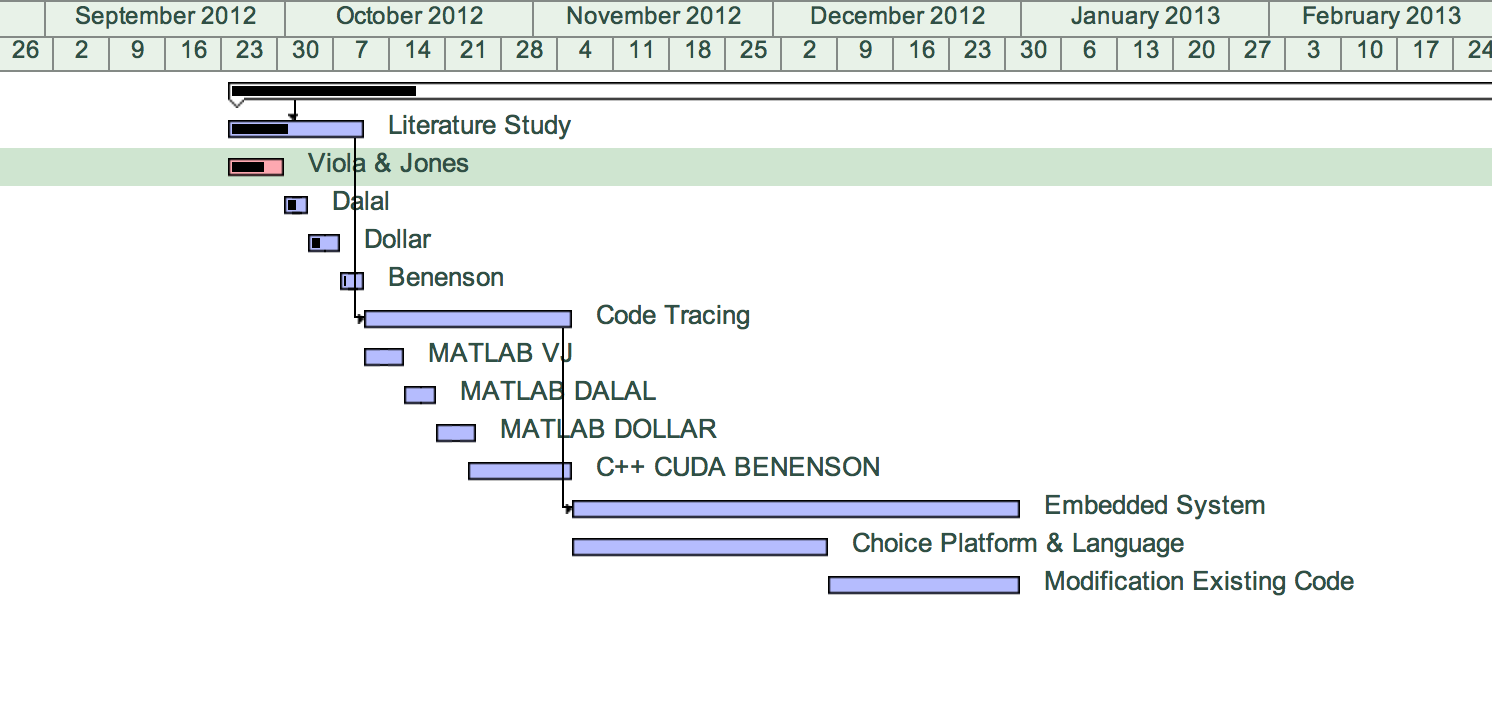 September 2012 October 2012 November 2012 December 2012 January 2013 February 2013
26 2 9 16 23 30 7 14 21 28 4 11 18 25 2 9 16 23 30 6 13 20 27 3 10 17 24
Literature Study
Viola & Jones
Dalal
Dollar
Benenson
Code Tracing
MATLAB VJ
MATLAB DALAL
MATLAB DOLLAR
C++ CUDA BENENSON
Embedded System
Choice Platform & Language
Modification Existing Code